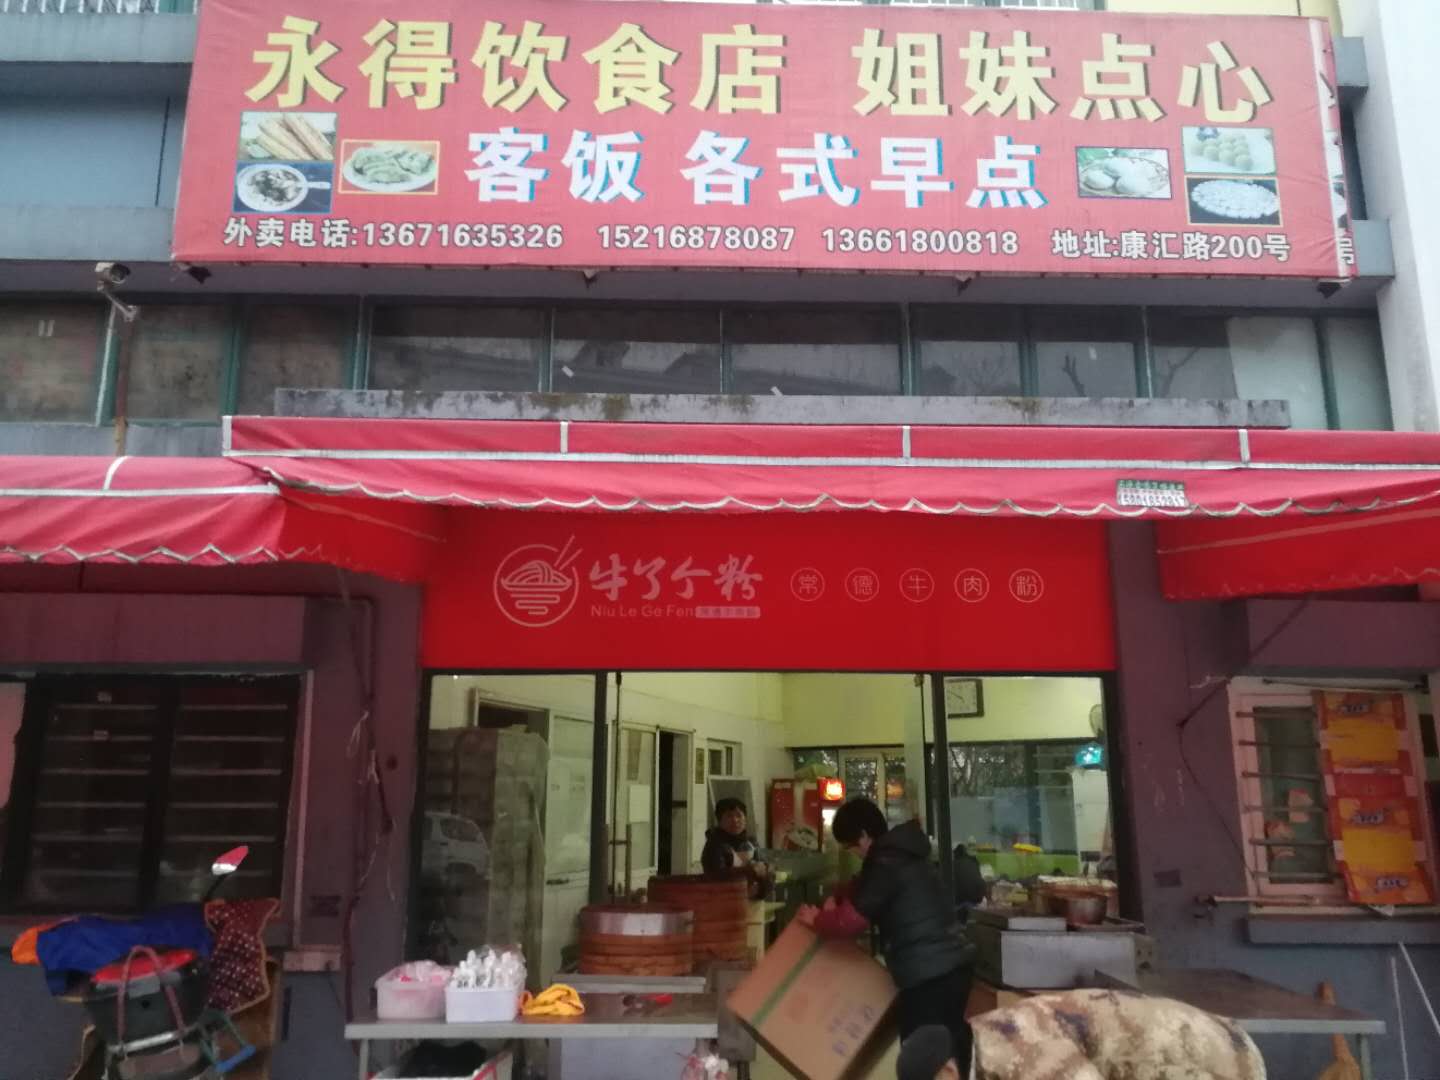 永得饮食店 姐妹点心
客饭 各式早点
外卖电话:13671635326 15216878087 13661800818 地址:康汇路200号
号
牛了个粉 常德牛肉粉
Niu Le Ge Fen